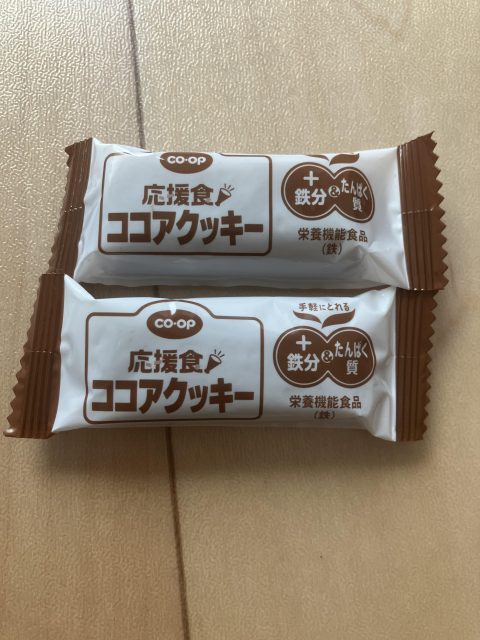 CO・OP
応援食
ココアクッキー
+
鉄分
&
たんぱく
質
栄養機能食品
(鉄)
CO・OP
応援食
ココアクッキー
手軽にとれる
+
鉄分
&
たんぱく
質
栄養機能食品
(鉄)